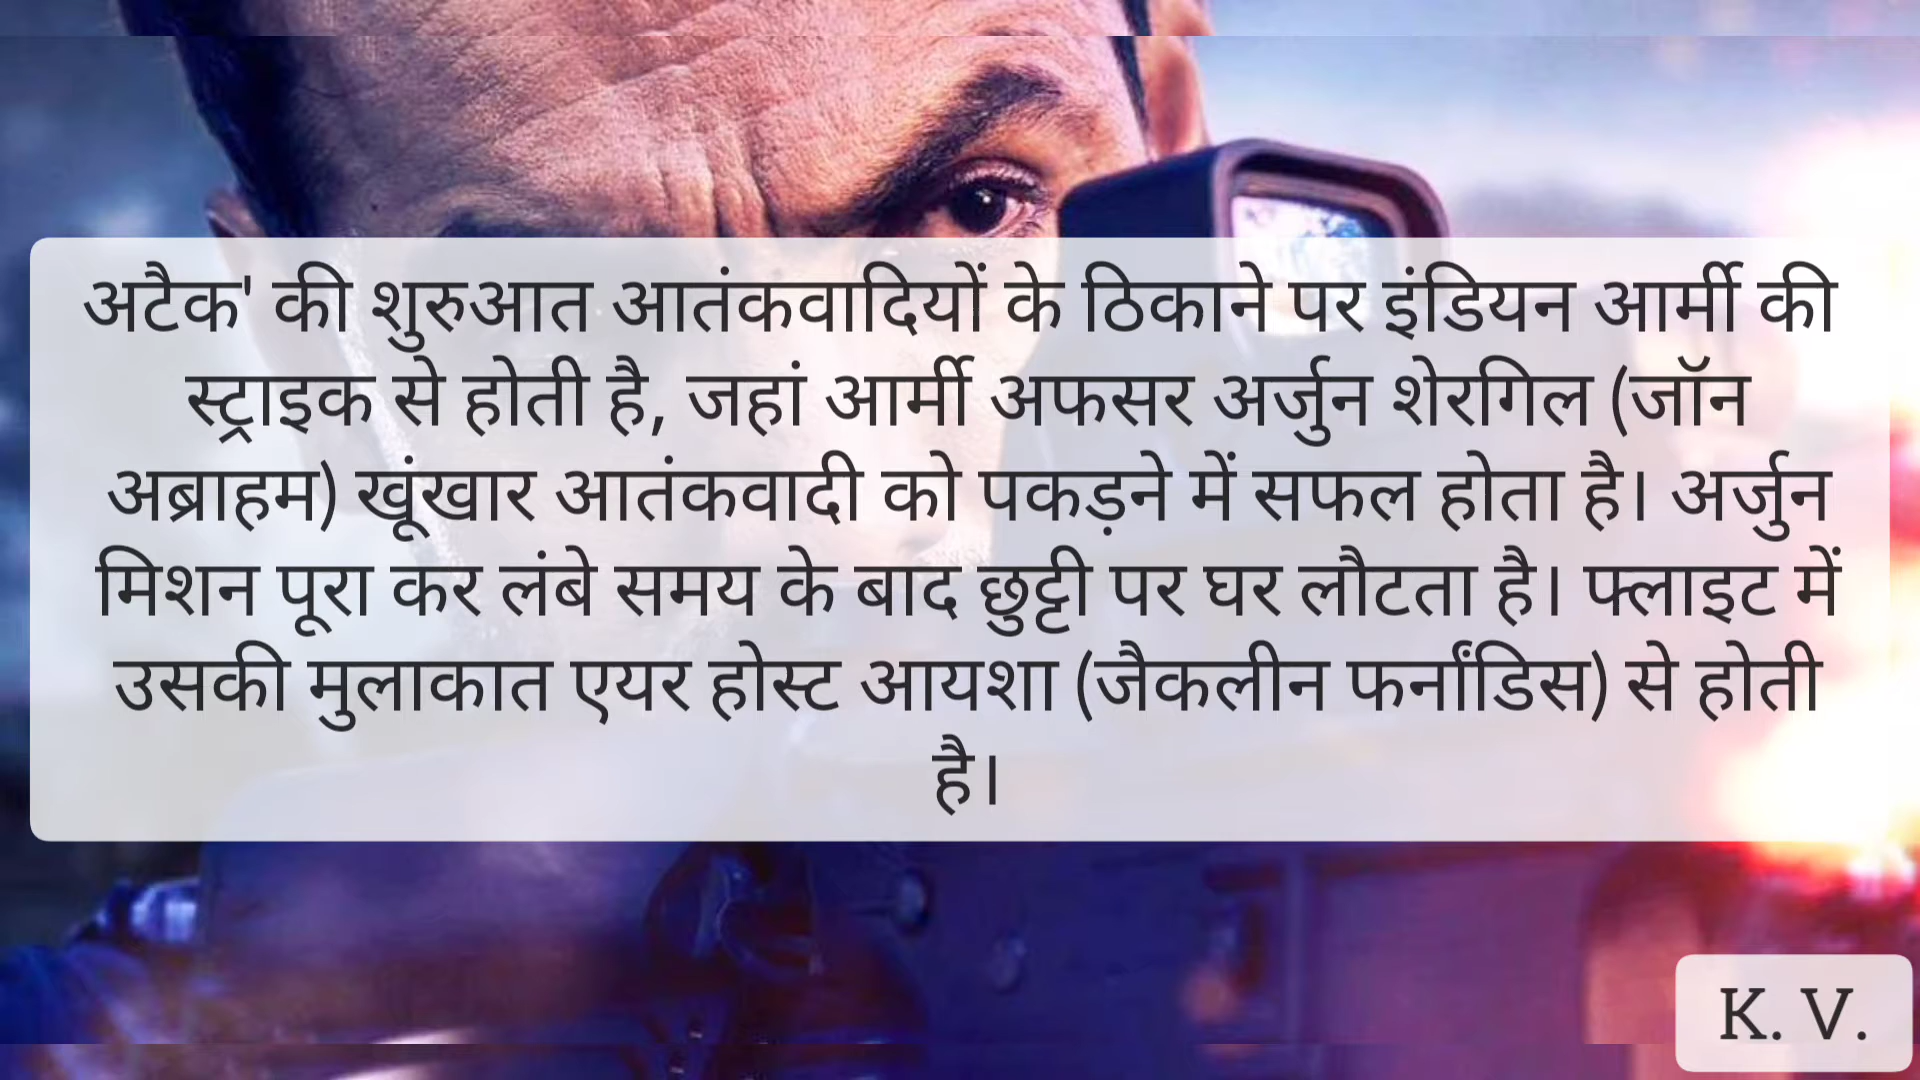 अटैक' की शुरुआत आतंकवादियों के ठिकाने पर इंडियन आर्मी की
स्ट्राइक से होती है, जहां आर्मी अफसर अर्जुन शेरगिल (जॉन
अब्राहम) खूंखार आतंकवादी को पकड़ने में सफल होता है। अर्जुन
मिशन पूरा कर लंबे समय के बाद छुट्टी पर घर लौटता है। फ्लाइट में
उसकी मुलाकात एयर होस्ट आयशा (जैकलीन फर्नांडिस) से होती
है।
K. V.